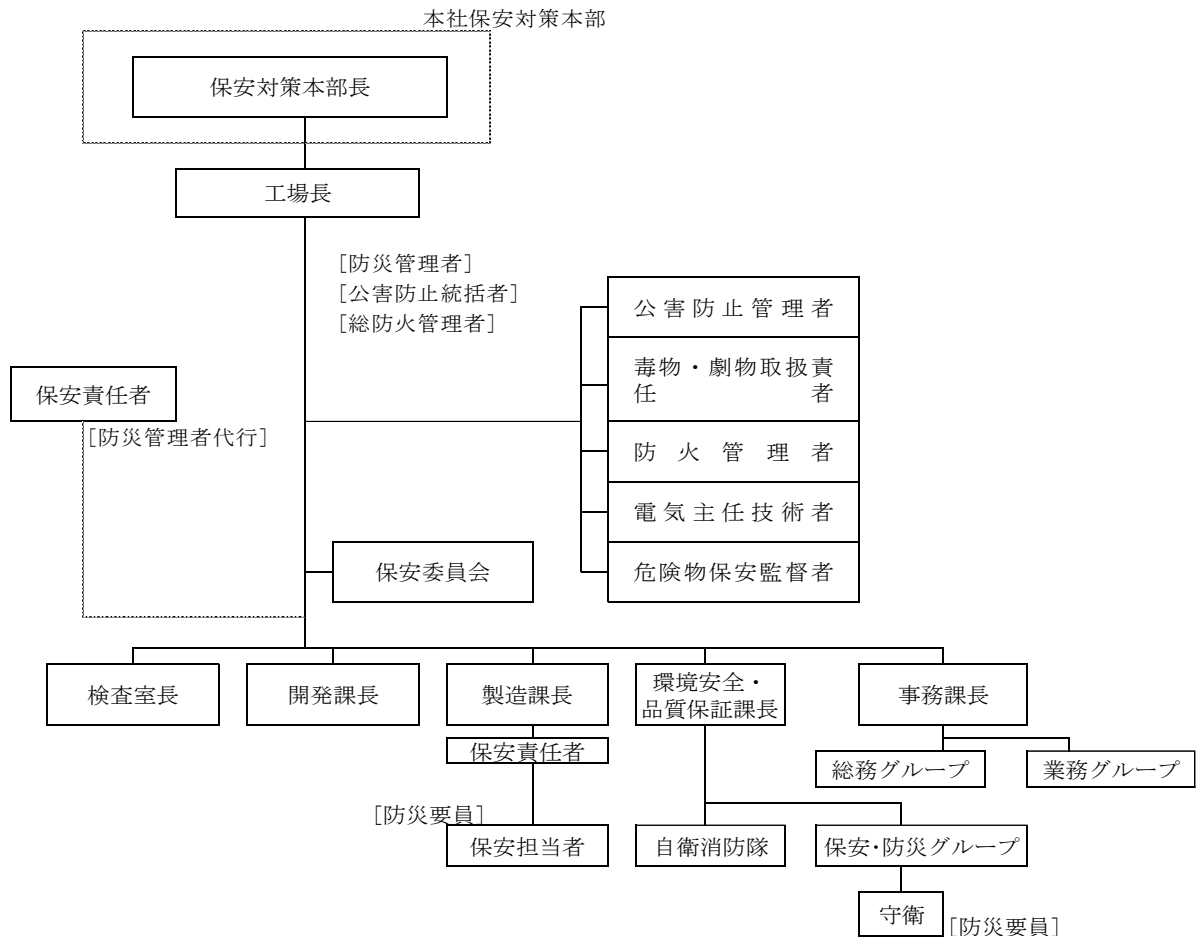 本社保安対策本部
保安対策本部長
工場長
[防災管理者]
[公害防止統括者]
[総防火管理者]
公害防止管理者
毒物・劇物取扱責
任者
防火管理者
電気主任技術者
危険物保安監督者
保安責任者
[防災管理者代行]
保安委員会
検査室長
開発課長
製造課長
環境安全・
品質保証課長
事務課長
保安責任者
総務グループ
業務グループ
[防災要員]
保安担当者
自衛消防隊
保安・防災グループ
守衛
[防災要員]